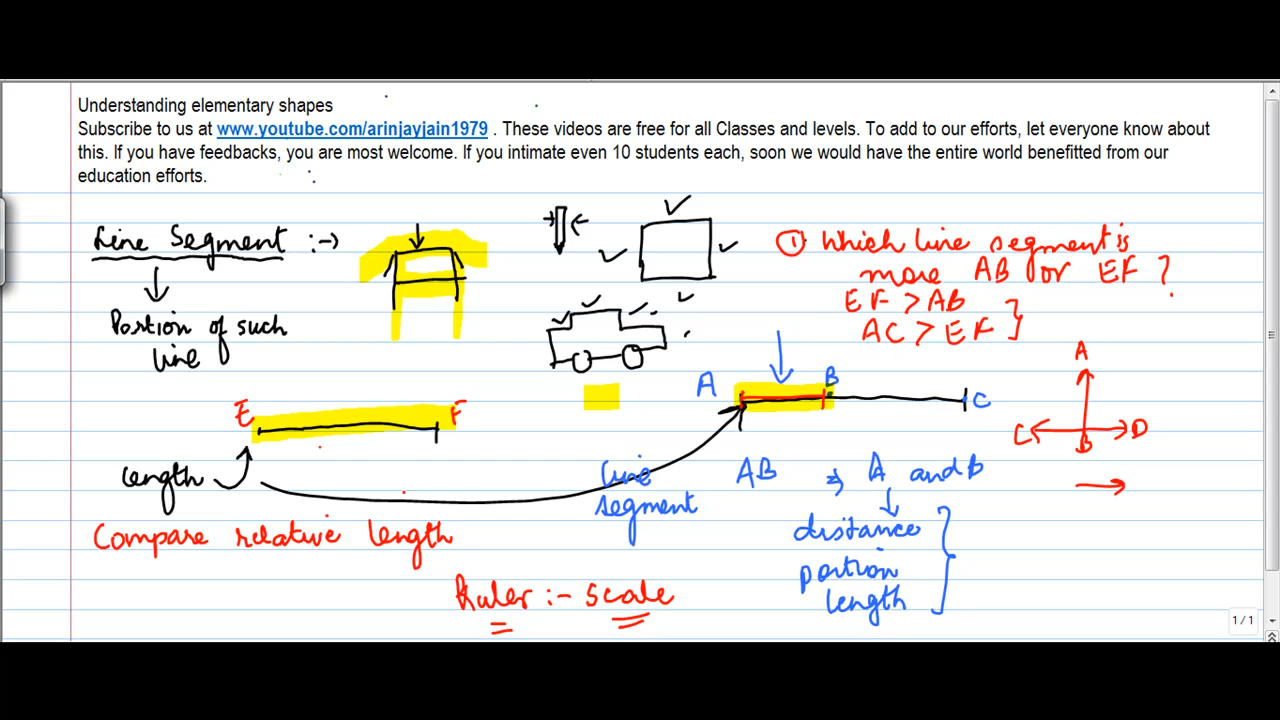 Understanding elementary shapes
Subscribe to us at www.youtube.com/arinjayjain1979 . These videos are free for all Classes and levels. To add to our efforts, let everyone know about
this. If you have feedbacks, you are most welcome. If you intimate even 10 students each, soon we would have the entire world benefitted from our
education efforts.
Line Segment :→
Portion of such
line
① Which line segment is
more AB or EF ?
EF > AB
AC > EF }
A
C B D
A B C
E F
length
line
segment
AB ⇒ A and B
distance
portion
length
Compare relative length
Ruler :- scale
1 / 1